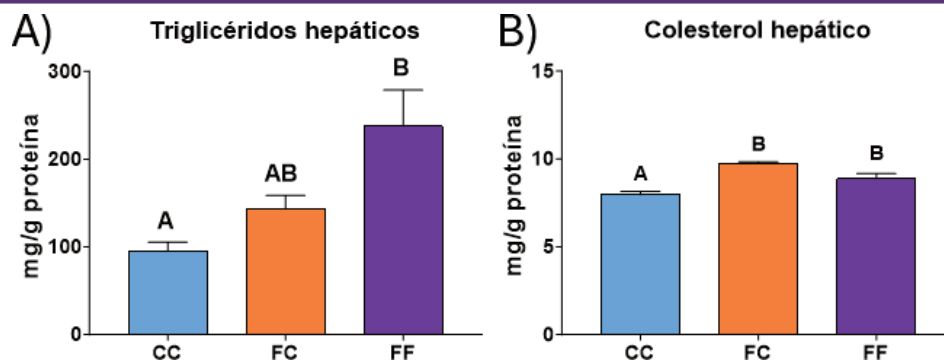 A) Triglicéridos hepáticos
mg/g proteína
300
200
100
0
A
AB
B
CC FC FF
B) Colesterol hepático
mg/g proteína
15
10
5
0
A
B
B
CC FC FF